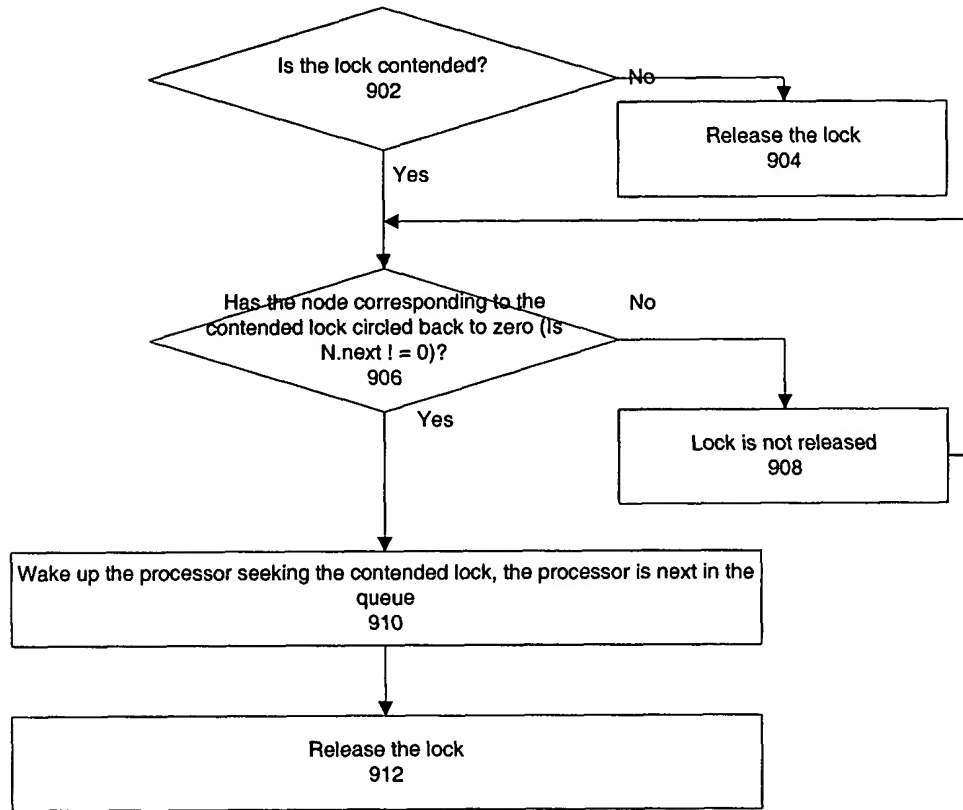 Is the lock contended?
902
No
Release the lock
904
Yes
Has the node corresponding to the
contended lock circled back to zero (Is
N.next ! = 0)?
906
No
Yes
Lock is not released
908
Wake up the processor seeking the contended lock, the processor is next in the
queue
910
Release the lock
912